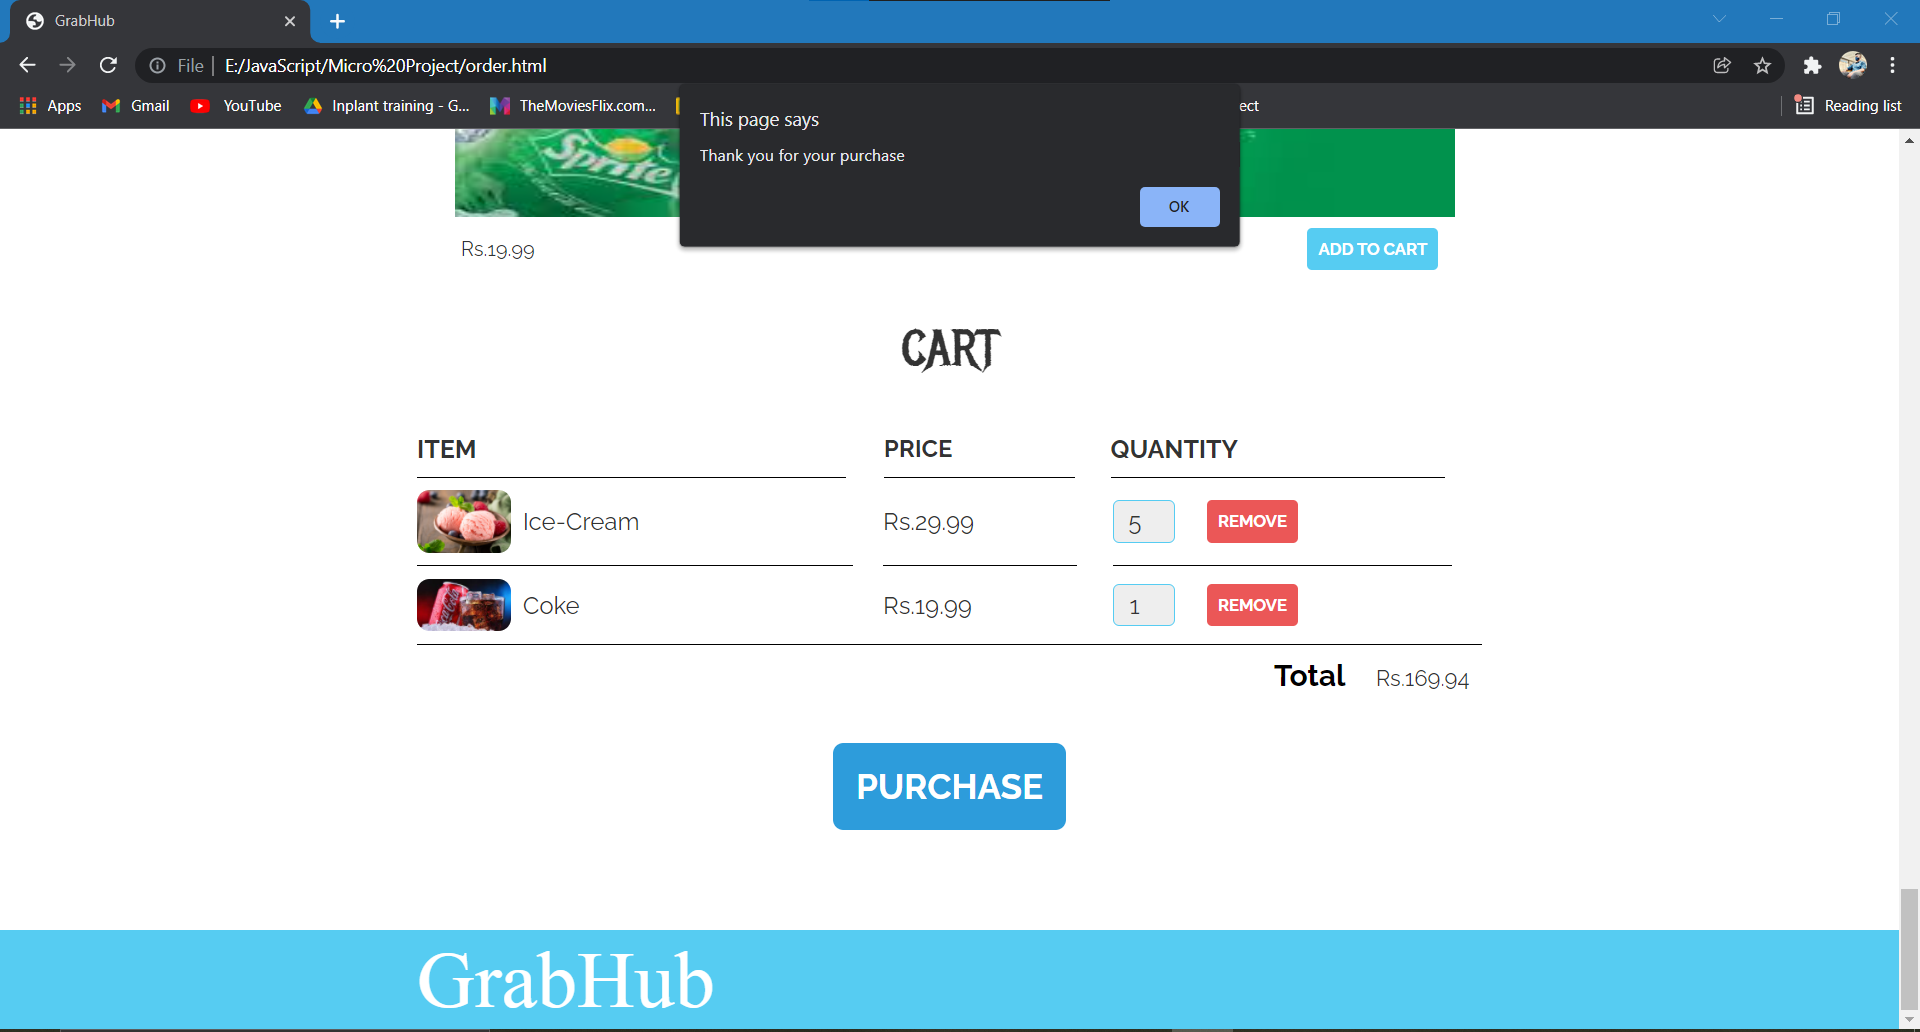 GrabHub
File
E:/JavaScript/Micro%20Project/order.html
Apps
Gmail
YouTube
Inplant training - G...
TheMoviesFlix.com...
ect
Reading list
This page says
Thank you for your purchase
OK
Sprite
Rs.19.99
ADD TO CART
CART
ITEM PRICE QUANTITY
Ice-Cream Rs.29.99 5 REMOVE
Coke Rs.19.99 1 REMOVE
Total Rs.169.94
PURCHASE
GrabHub